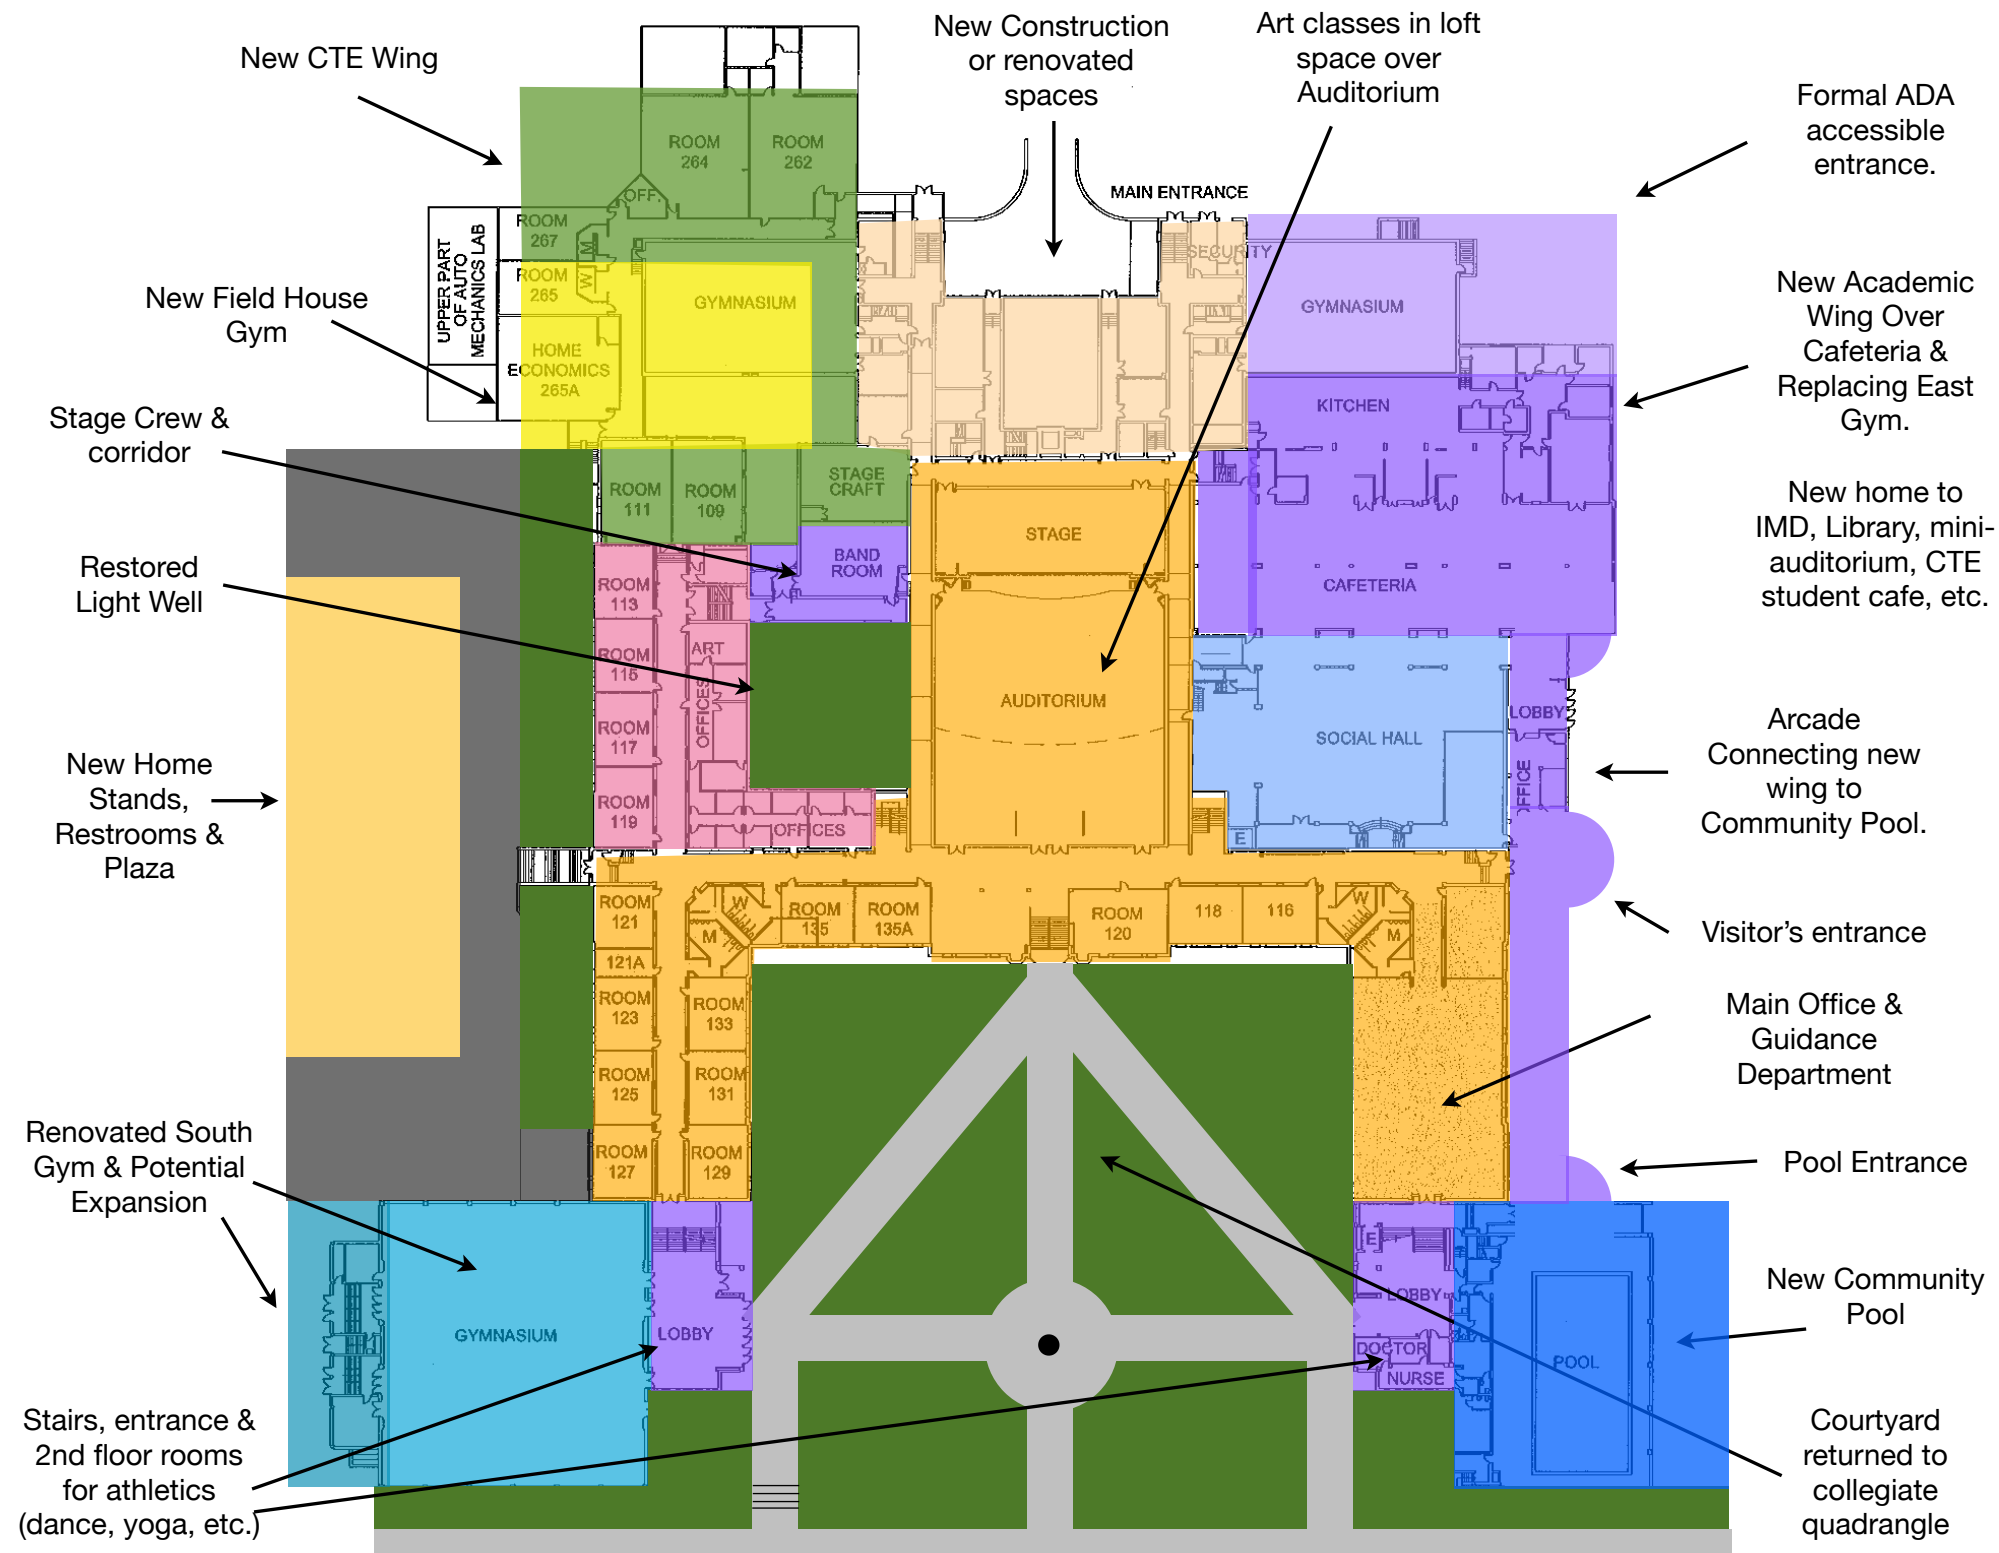 New CTE Wing
New Construction
or renovated
spaces
Art classes in loft
space over
Auditorium
Formal ADA
accessible
entrance.
ROOM
264
ROOM
262
OFF.
MAIN ENTRANCE
ROOM
267
M
W
ROOM
265
UPPER PART
OF AUTO
MECHANICS LAB
SECURITY
GYMNASIUM
GYMNASIUM
New Field House
Gym
New Academic
Wing Over
Cafeteria &
Replacing East
Gym.
HOME
ECONOMICS
265A
KITCHEN
Stage Crew &
corridor
ROOM
111
ROOM
109
STAGE
CRAFT
New home to
IMD, Library, mini-
auditorium, CTE
student cafe, etc.
STAGE
BAND
ROOM
CAFETERIA
Restored
Light Well
ROOM
113
ROOM
115
ART
OFFICES
ROOM
117
AUDITORIUM
LOBBY
SOCIAL HALL
OFFICE
Arcade
Connecting new
wing to
Community Pool.
New Home
Stands,
Restrooms &
Plaza
ROOM
119
OFFICES
E
ROOM
121
W
M
ROOM
135
ROOM
135A
ROOM
120
118
116
W
M
Visitor's entrance
121A
ROOM
123
ROOM
133
Main Office &
Guidance
Department
ROOM
125
ROOM
131
ROOM
127
ROOM
129
Pool Entrance
Renovated South
Gym & Potential
Expansion
E
LOBBY
New Community
Pool
GYMNASIUM
LOBBY
DOCTOR
NURSE
POOL
Stairs, entrance &
2nd floor rooms
for athletics
(dance, yoga, etc.)
Courtyard
returned to
collegiate
quadrangle